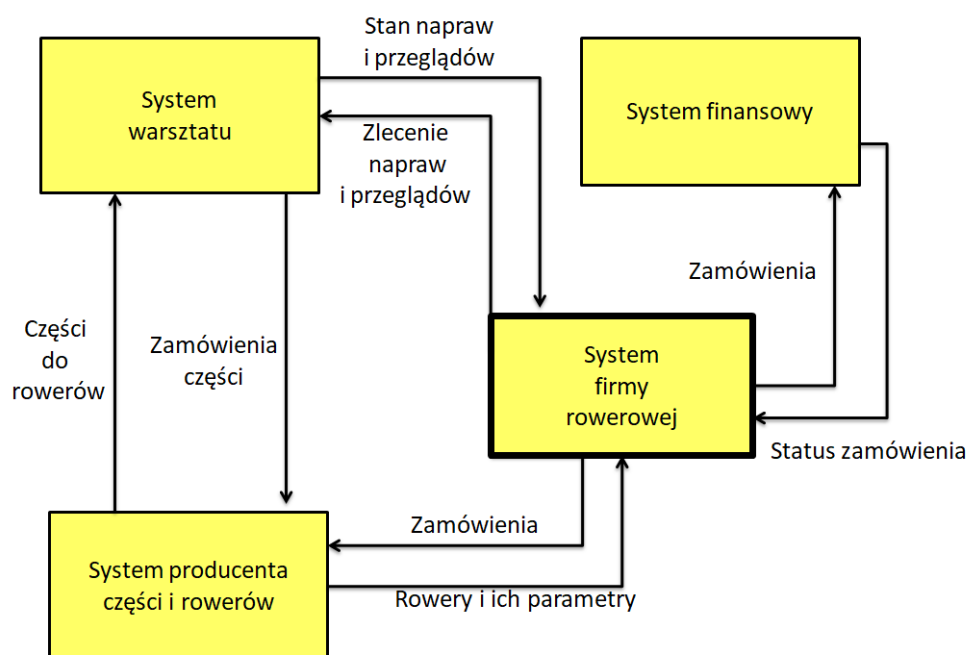 Stan napraw
i przeglądów
System
warsztatu
System finansowy
Zlecenie
napraw
i przeglądów
Zamówienia
Części
do
rowerów
Zamówienia
części
System
firmy
rowerowej
Status zamówienia
Zamówienia
System producenta
części i rowerów
Rowery i ich parametry